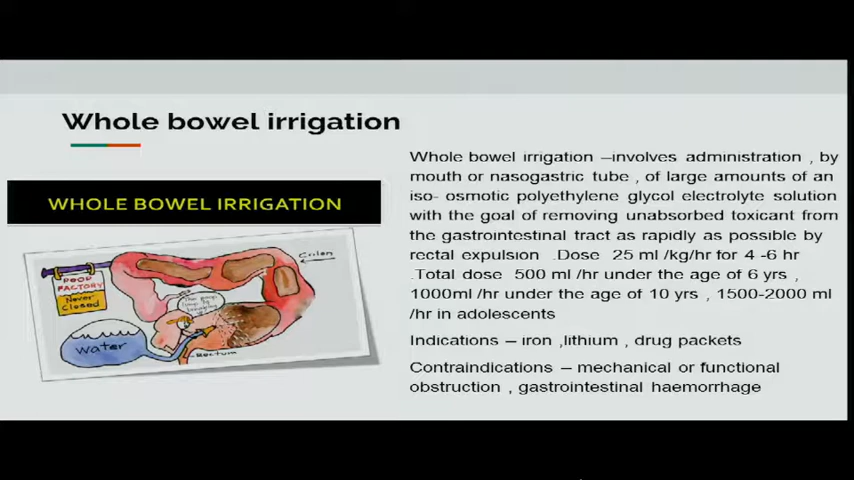 Whole bowel irrigation
WHOLE BOWEL IRRIGATION
Colon
POOP
FACTORY
Never
Closed
water
Rectum
Whole bowel irrigation –involves administration , by
mouth or nasogastric tube , of large amounts of an
iso- osmotic polyethylene glycol electrolyte solution
with the goal of removing unabsorbed toxicant from
the gastrointestinal tract as rapidly as possible by
rectal expulsion .Dose 25 ml /kg/hr for 4 -6 hr
.Total dose 500 ml /hr under the age of 6 yrs ,
1000ml /hr under the age of 10 yrs , 1500-2000 ml
/hr in adolescents
Indications – iron ,lithium , drug packets
Contraindications – mechanical or functional
obstruction , gastrointestinal haemorrhage